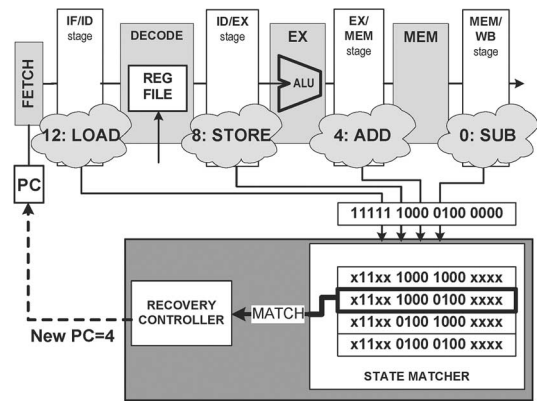 IF/ID
stage
DECODE
ID/EX
stage
EX
EX/
MEM
stage
MEM
MEM/
WB
stage
FETCH
REG
FILE
ALU
12: LOAD
8: STORE
4: ADD
0: SUB
PC
11111 1000 0100 0000
x11xx 1000 1000 xxxx
x11xx 1000 0100 xxxx
x11xx 0100 1000 xxxx
x11xx 0100 0100 xxxx
RECOVERY
CONTROLLER
MATCH
New PC=4
STATE MATCHER